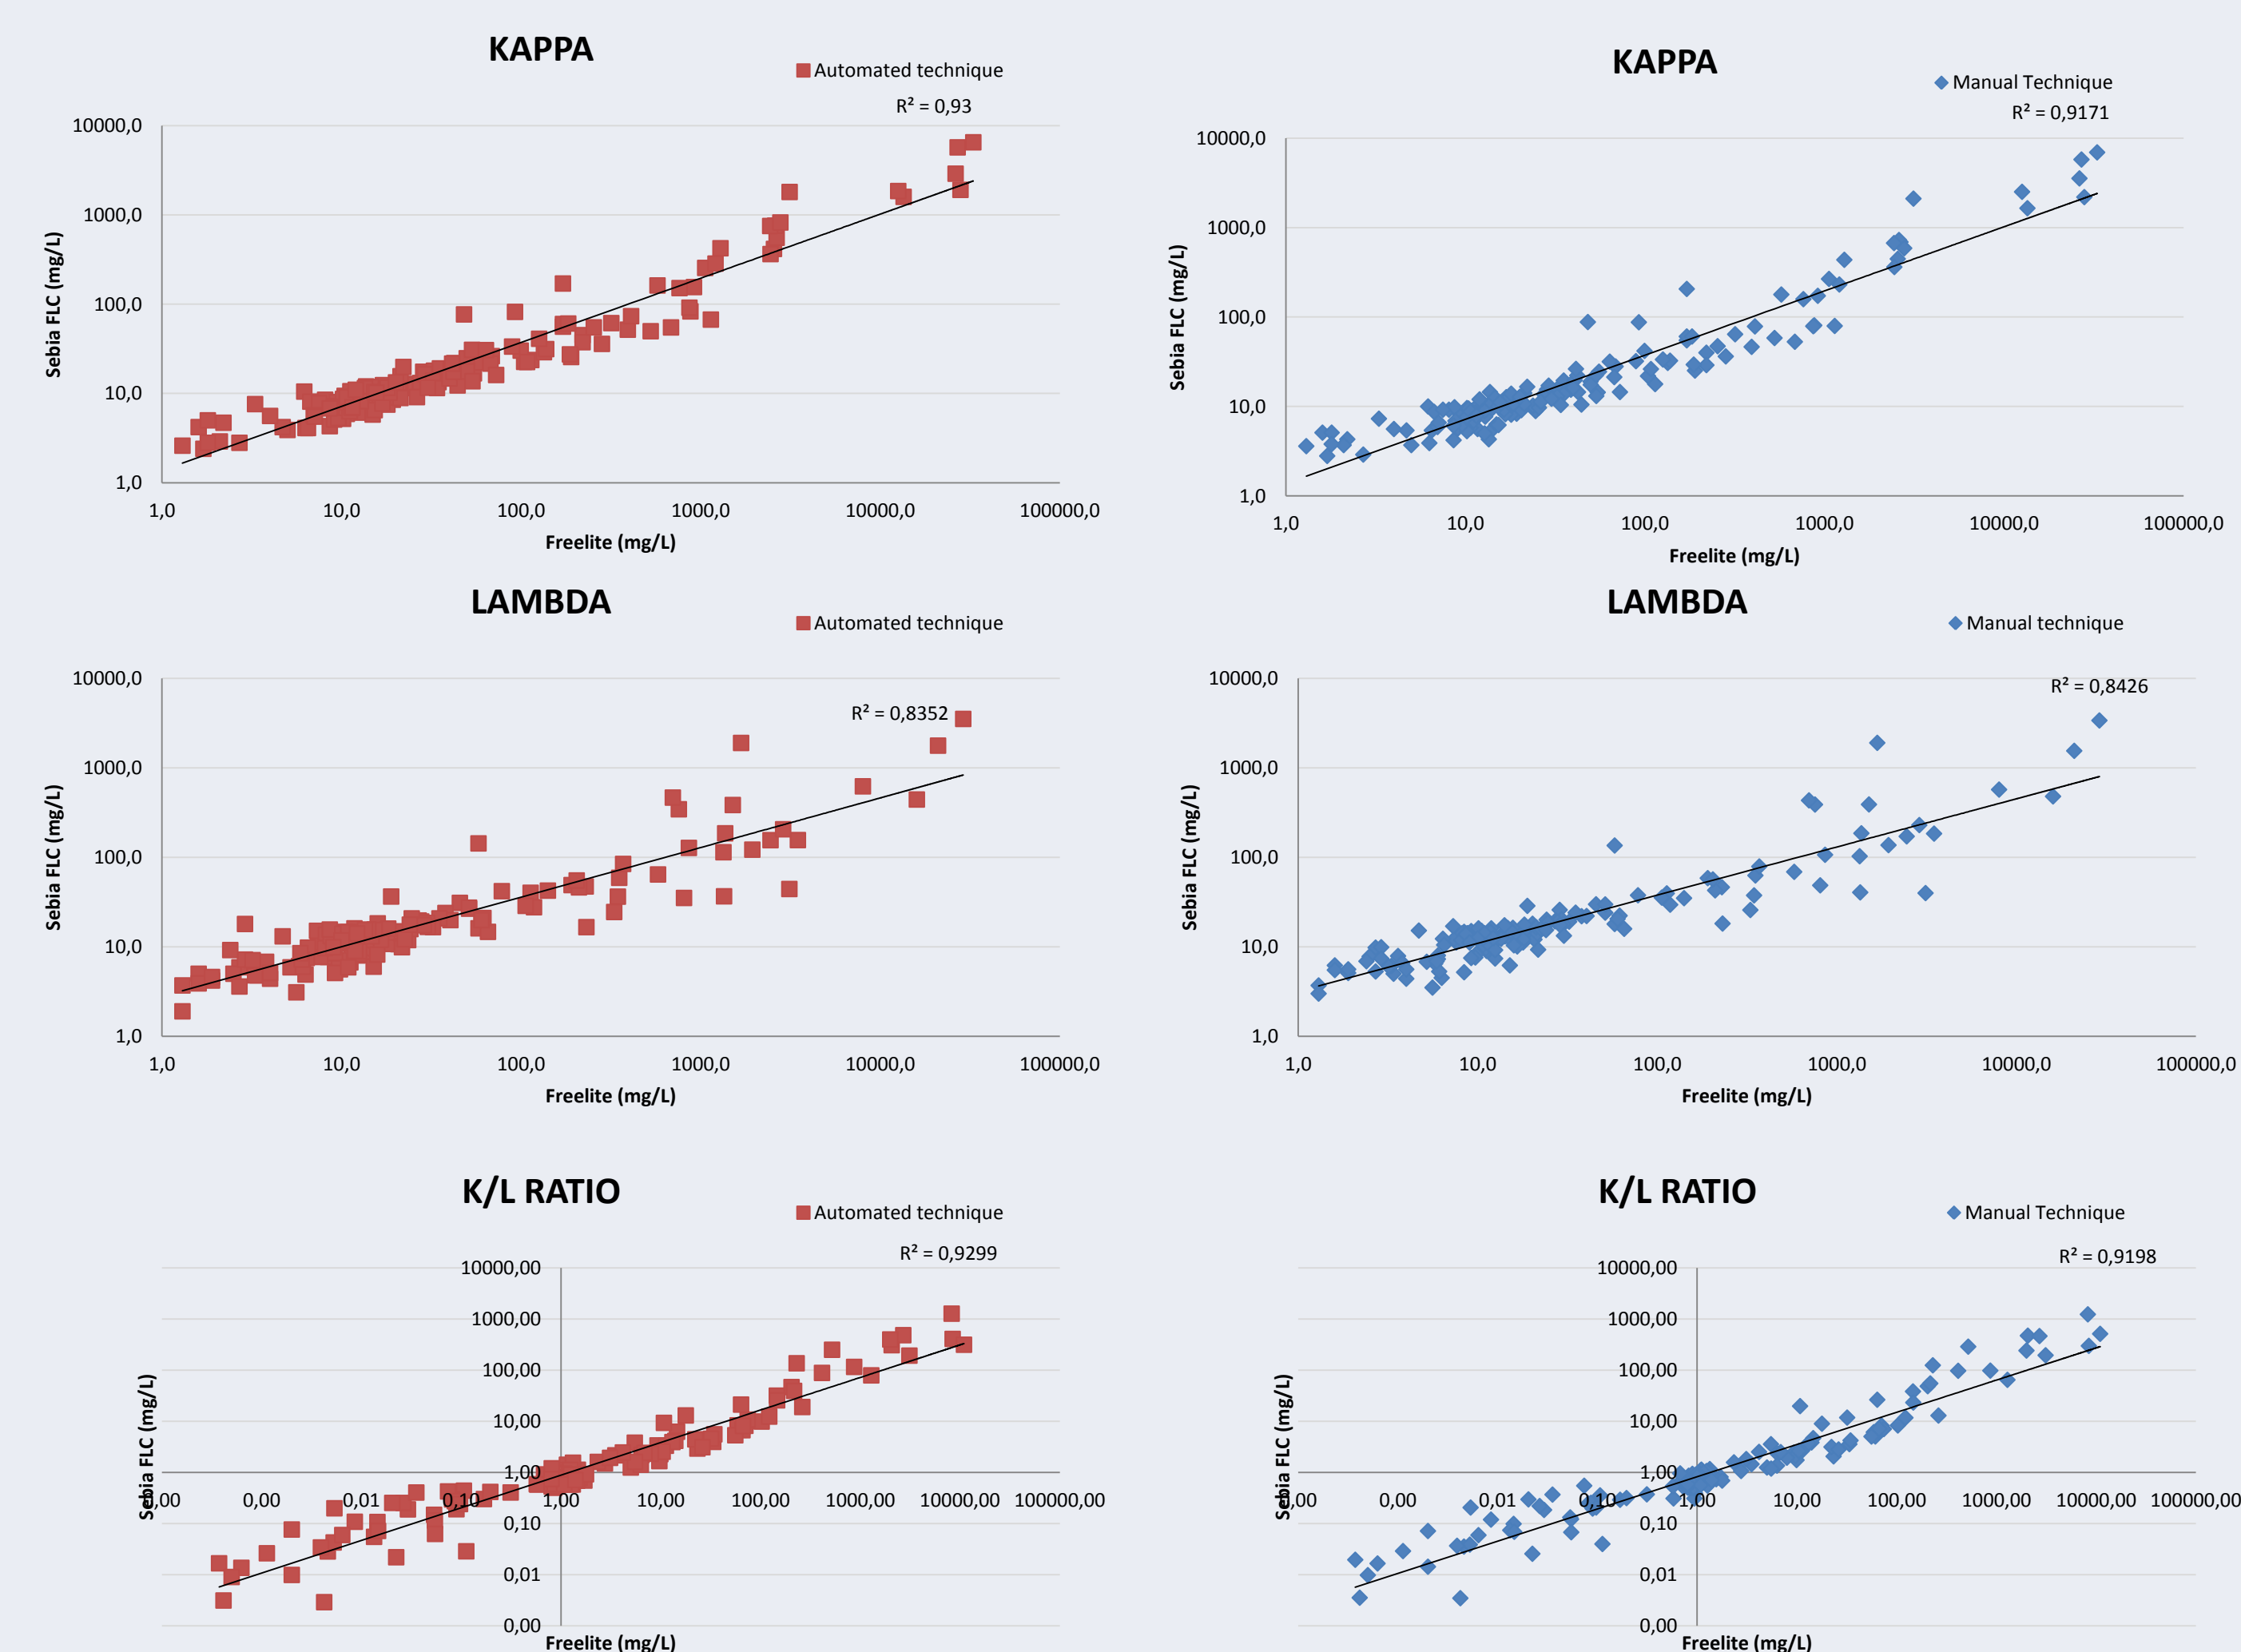 KAPPA
Automated technique
R² = 0,93
10000,0
1000,0
100,0
10,0
1,0
Sebia FLC (mg/L)
1,0 10,0 100,0 1000,0 10000,0 100000,0
Freelite (mg/L)
KAPPA
Manual Technique
R² = 0,9171
10000,0
1000,0
100,0
10,0
1,0
Sebia FLC (mg/L)
1,0 10,0 100,0 1000,0 10000,0 100000,0
Freelite (mg/L)
LAMBDA
Automated technique
R² = 0,8352
10000,0
1000,0
100,0
10,0
1,0
Sebia FLC (mg/L)
1,0 10,0 100,0 1000,0 10000,0 100000,0
Freelite (mg/L)
LAMBDA
Manual technique
R² = 0,8426
10000,0
1000,0
100,0
10,0
1,0
Sebia FLC (mg/L)
1,0 10,0 100,0 1000,0 10000,0 100000,0
Freelite (mg/L)
K/L RATIO
Automated technique
R² = 0,9299
10000,00
1000,00
100,00
10,00
1,00
0,10
0,01
0,00
Sebia FLC (mg/L)
0,00 0,00 0,01 0,10 1,00 10,00 100,00 1000,00 10000,00 100000,00
Freelite (mg/L)
K/L RATIO
Manual Technique
R² = 0,9198
10000,00
1000,00
100,00
10,00
1,00
0,10
0,01
0,00
Sebia FLC (mg/L)
0,00 0,00 0,01 0,10 1,00 10,00 100,00 1000,00 10000,00 100000,00
Freelite (mg/L)